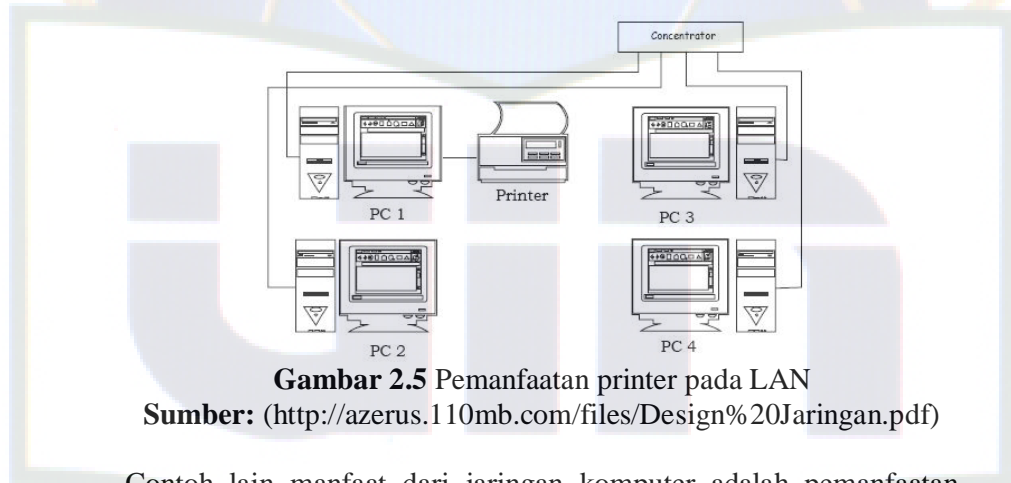 Concentrator
Printer
PC 1
PC 3
PC 2
PC 4
Gambar 2.5 Pemanfaatan printer pada LAN
Sumber: (http://azerus.110mb.com/files/Design%20Jaringan.pdf)
Contoh lain manfaat dari jaringan komputer adalah pemanfaatan